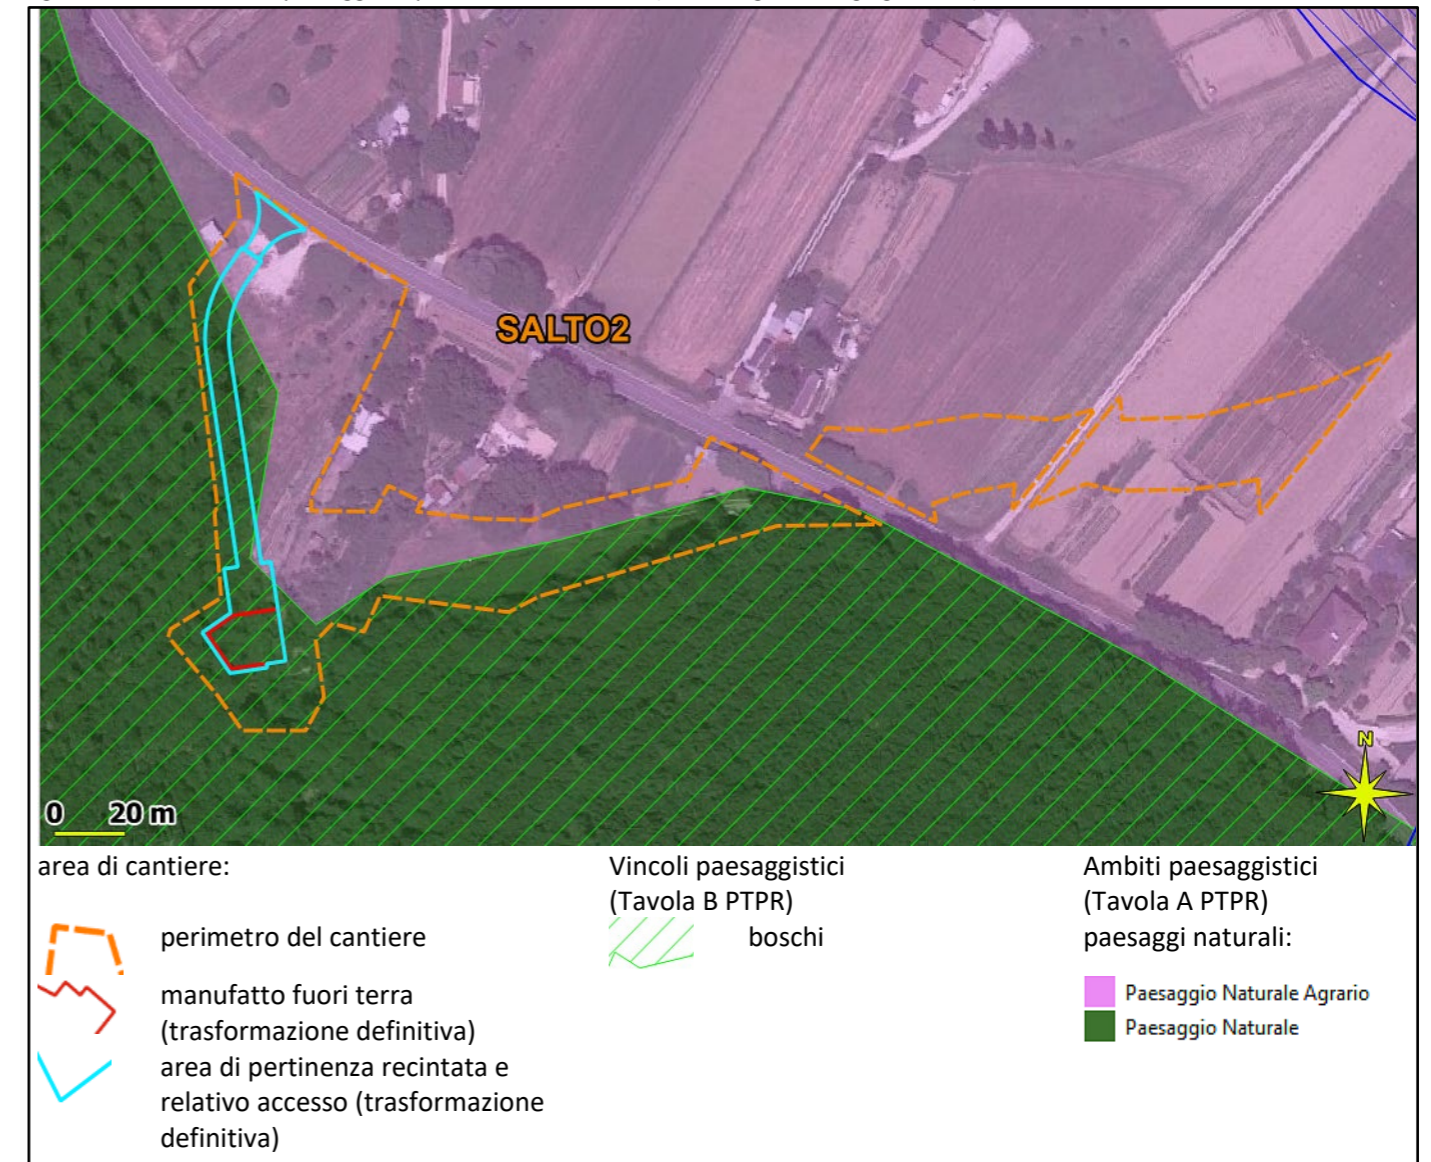 SALTO2
N
0 20 m
area di cantiere:
perimetro del cantiere
manufatto fuori terra
(trasformazione definitiva)
area di pertinenza recintata e
relativo accesso (trasformazione
definitiva)
Vincoli paesaggistici
(Tavola B PTPR)
boschi
Ambiti paesaggistici
(Tavola A PTPR)
paesaggi naturali:
Paesaggio Naturale Agrario
Paesaggio Naturale